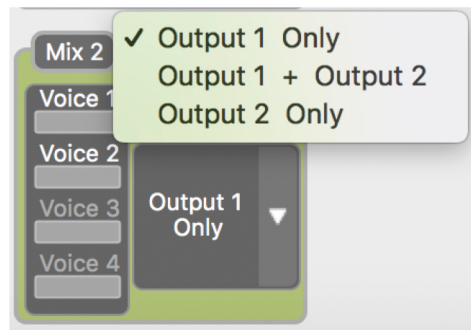 Mix 2
✓ Output 1 Only
Output 1 + Output 2
Output 2 Only
Voice 1
Voice 2
Voice 3
Voice 4
Output 1
Only